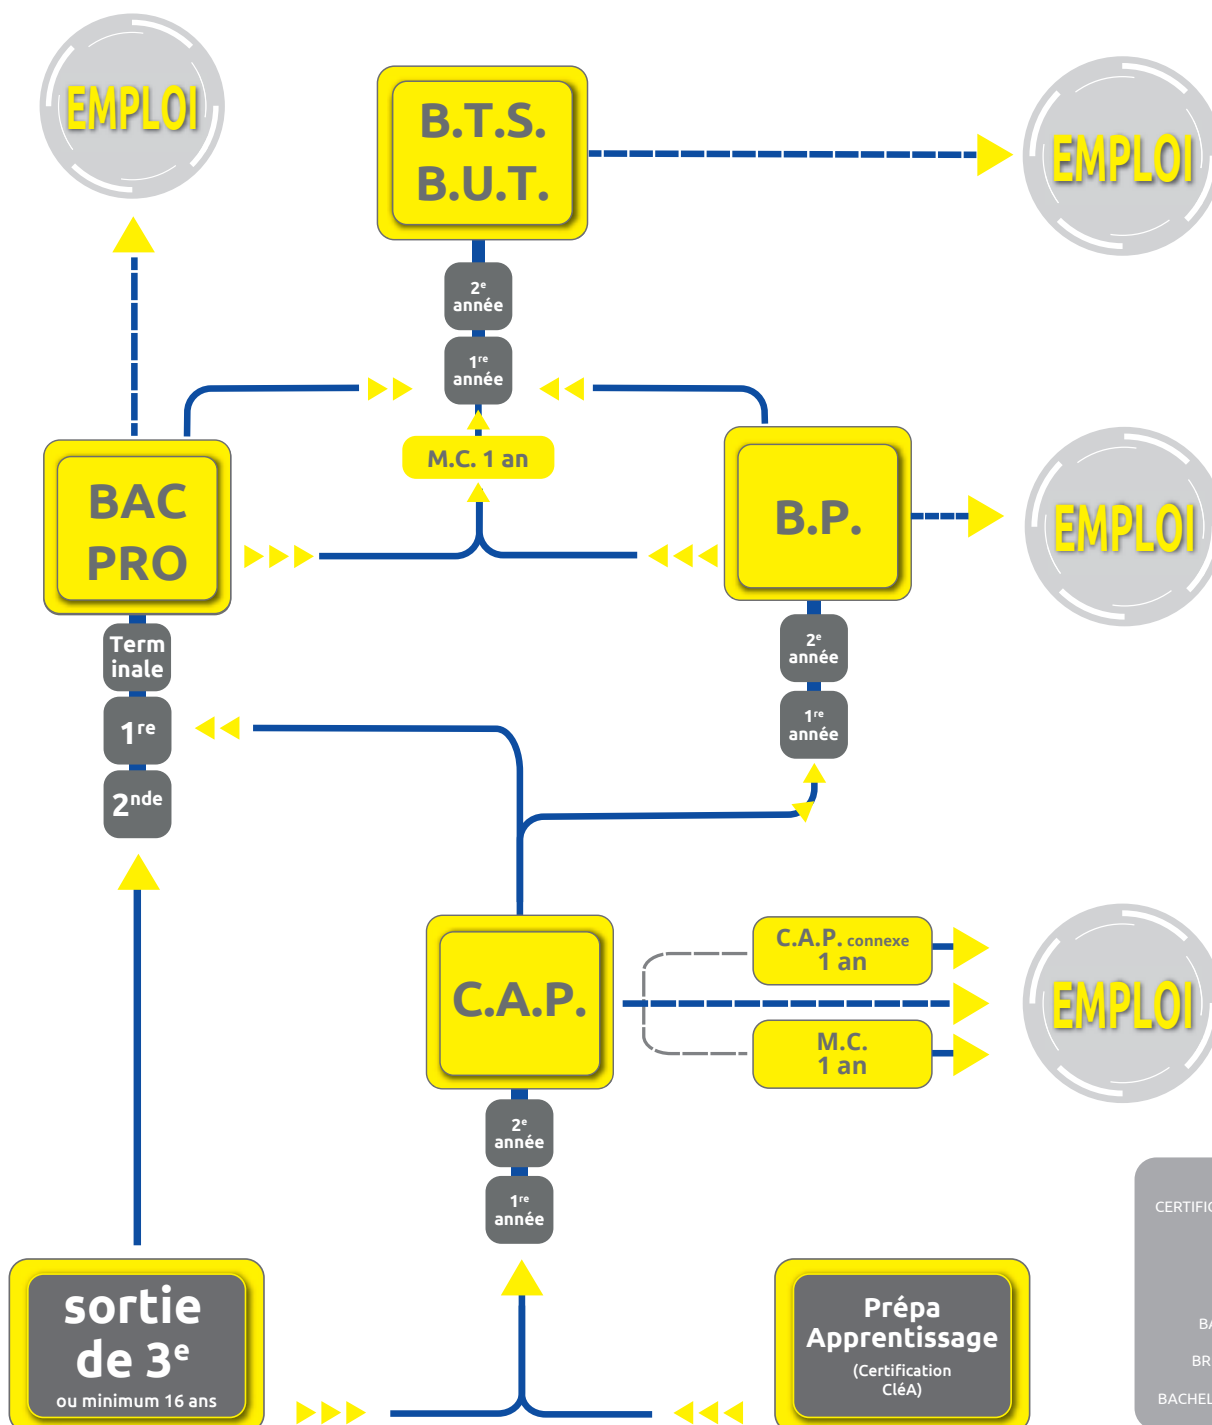 EMPLOI
B.T.S.
B.U.T.
EMPLOI
2e
année
1re
année
M.C. 1 an
BAC
PRO
B.P.
EMPLOI
Term
inale
1re
2nde
2e
année
1re
année
C.A.P.
C.A.P. connexe
1 an
M.C.
1 an
EMPLOI
2e
année
1re
année
sortie
de 3e
ou minimum 16 ans
Prépa
Apprentissage
(Certification
CléA)